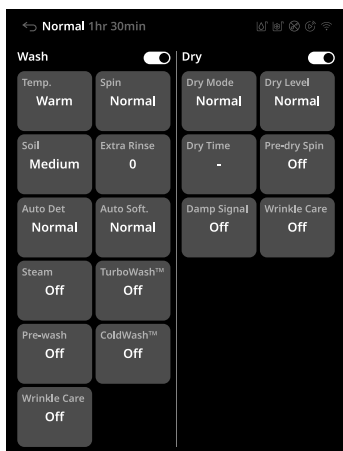 Normal 1hr 30min
Wash
Dry
Temp.
Warm
Spin
Normal
Dry Mode
Normal
Dry Level
Normal
Soil
Medium
Extra Rinse
0
Dry Time
-
Pre-dry Spin
Off
Auto Det
Normal
Auto Soft.
Normal
Damp Signal
Off
Wrinkle Care
Off
Steam
Off
TurboWash™
Off
Pre-wash
Off
ColdWash™
Off
Wrinkle Care
Off